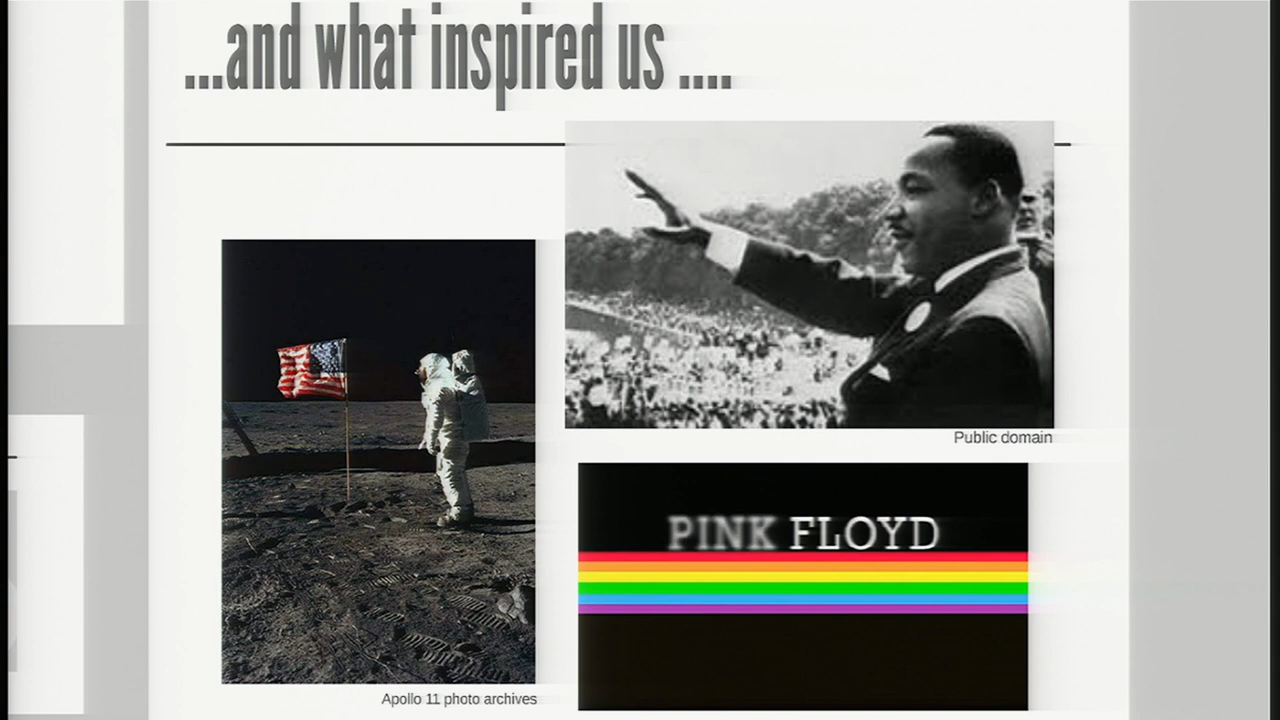 ...and what inspired us ....
Public domain
PINK FLOYD
Apollo 11 photo archives